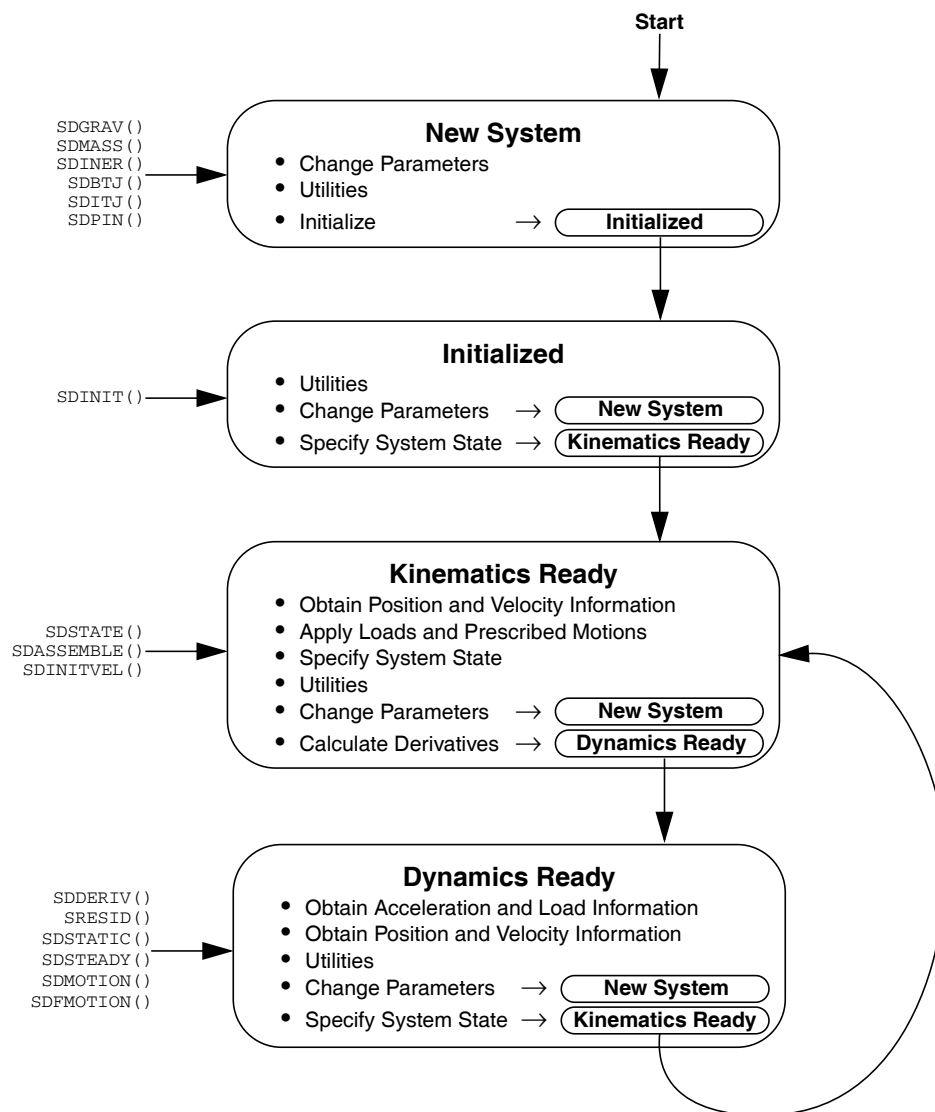 Start
SDGRAV()
SDMASS()
SDINER()
SDBTJ()
SDITJ()
SDPIN()
New System
• Change Parameters
• Utilities
• Initialize → Initialized
SDINIT()
Initialized
• Utilities
• Change Parameters → New System
• Specify System State → Kinematics Ready
SDSTATE()
SDASSEMBLE()
SDINITVEL()
Kinematics Ready
• Obtain Position and Velocity Information
• Apply Loads and Prescribed Motions
• Specify System State
• Utilities
• Change Parameters → New System
• Calculate Derivatives → Dynamics Ready
SDDERIV()
SRESID()
SDSTATIC()
SDSTEADY()
SDMOTION()
SDFMOTION()
Dynamics Ready
• Obtain Acceleration and Load Information
• Obtain Position and Velocity Information
• Utilities
• Change Parameters → New System
• Specify System State → Kinematics Ready